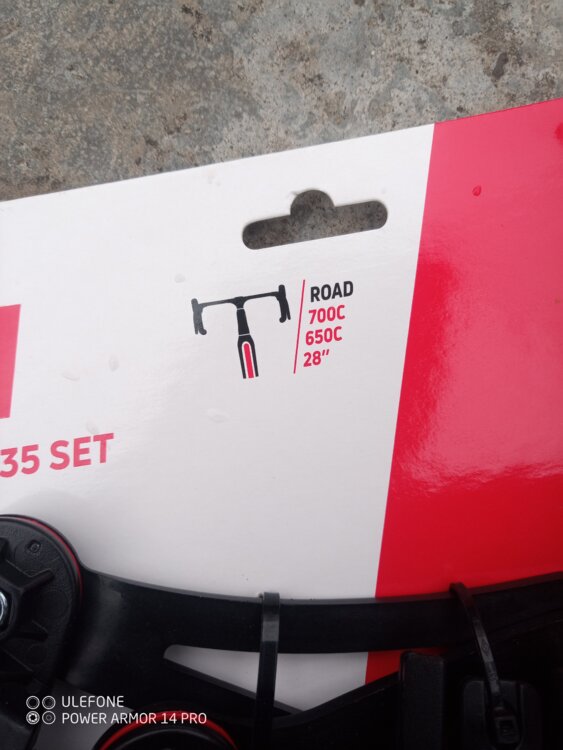 ROAD
700C
650C
28"
35 SET
ULEFONE
POWER ARMOR 14 PRO